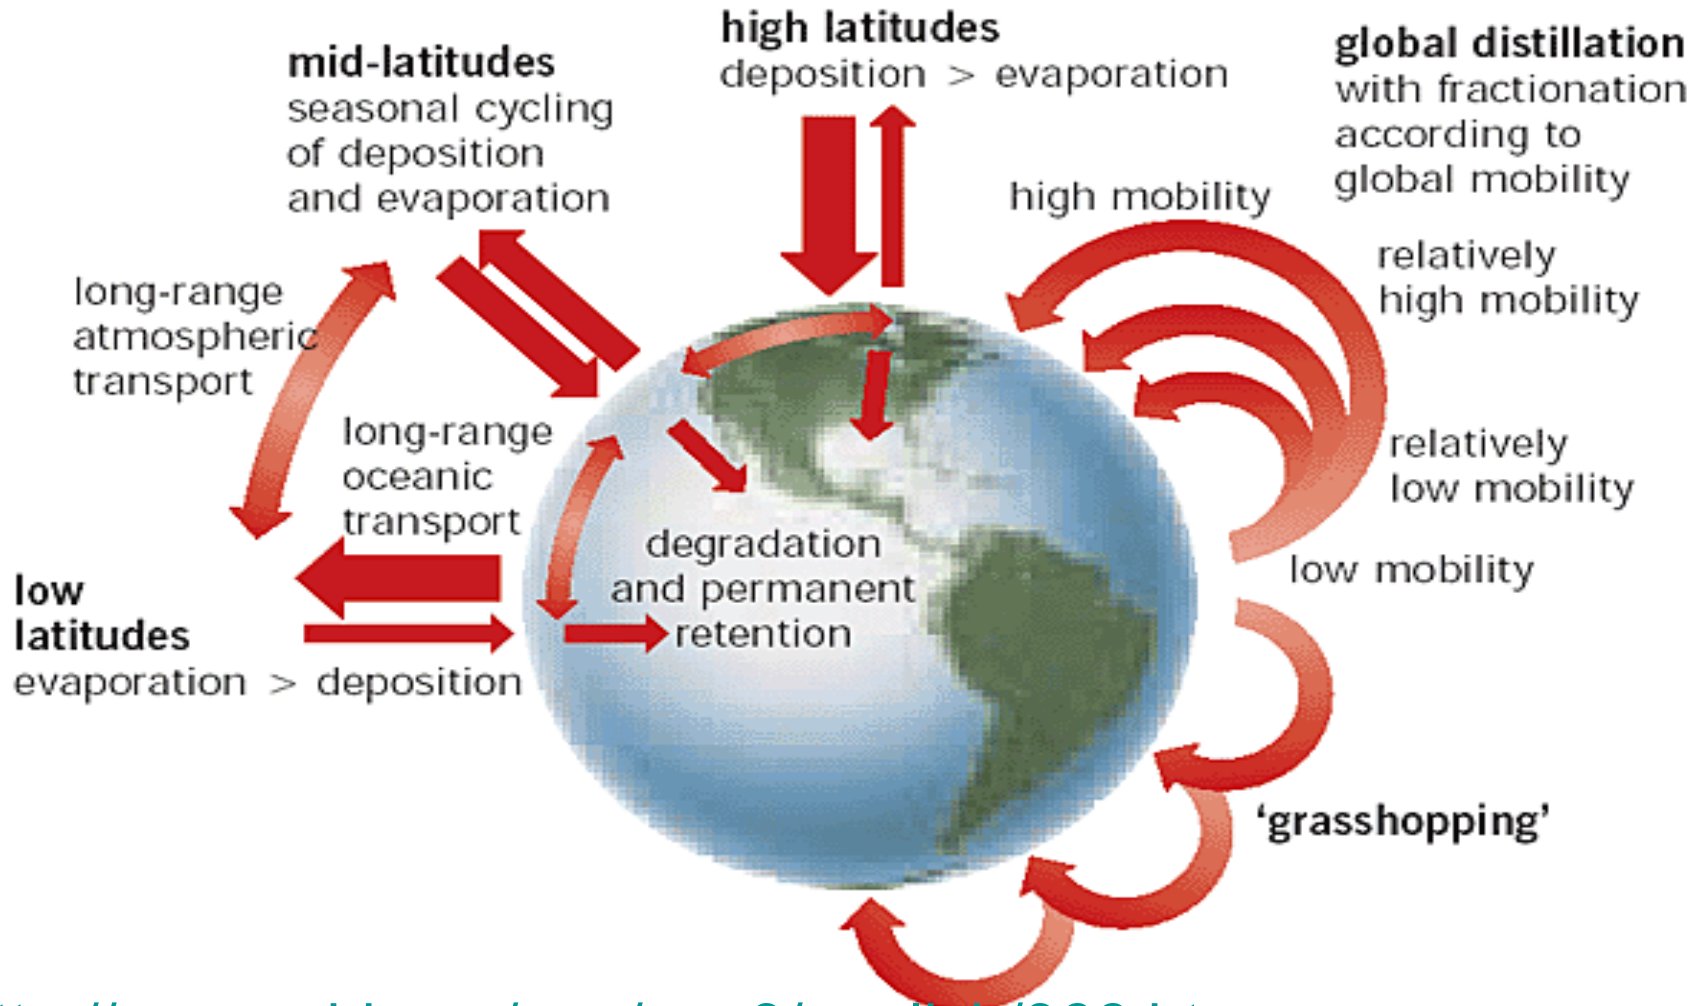 high latitudes
deposition > evaporation
mid-latitudes
seasonal cycling
of deposition
and evaporation
global distillation
with fractionation
according to
global mobility
high mobility
relatively
high mobility
long-range
atmospheric
transport
long-range
oceanic
transport
relatively
low mobility
degradation
and permanent
retention
low mobility
low
latitudes
evaporation > deposition
‘grasshopping’